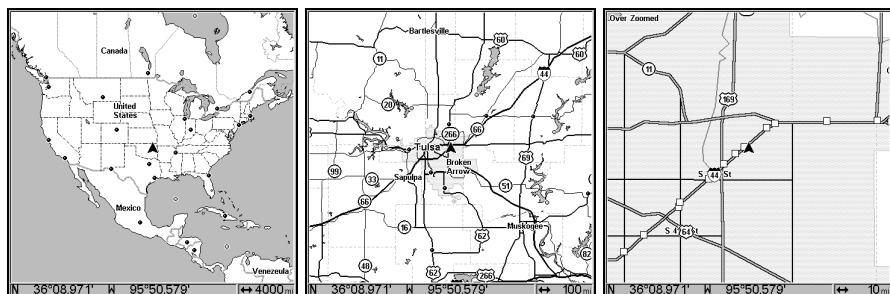 Canada
United
States
Mexico
Venezuela
N 36°08.971' W 95°50.579' ↔ 4000mi
Bartlesville
60
11
60
44
20
266
66
Tulsa
69
Broken
Arrow
99
33
Sapulpa
51
66
16
Muskogee
62
82
48
62
266
N 36°08.971' W 95°50.579' ↔ 100mi
Over Zoomed
11
169
S
44
St
S 4
64
St
N 36°08.971' W 95°50.579' ↔ 10mi